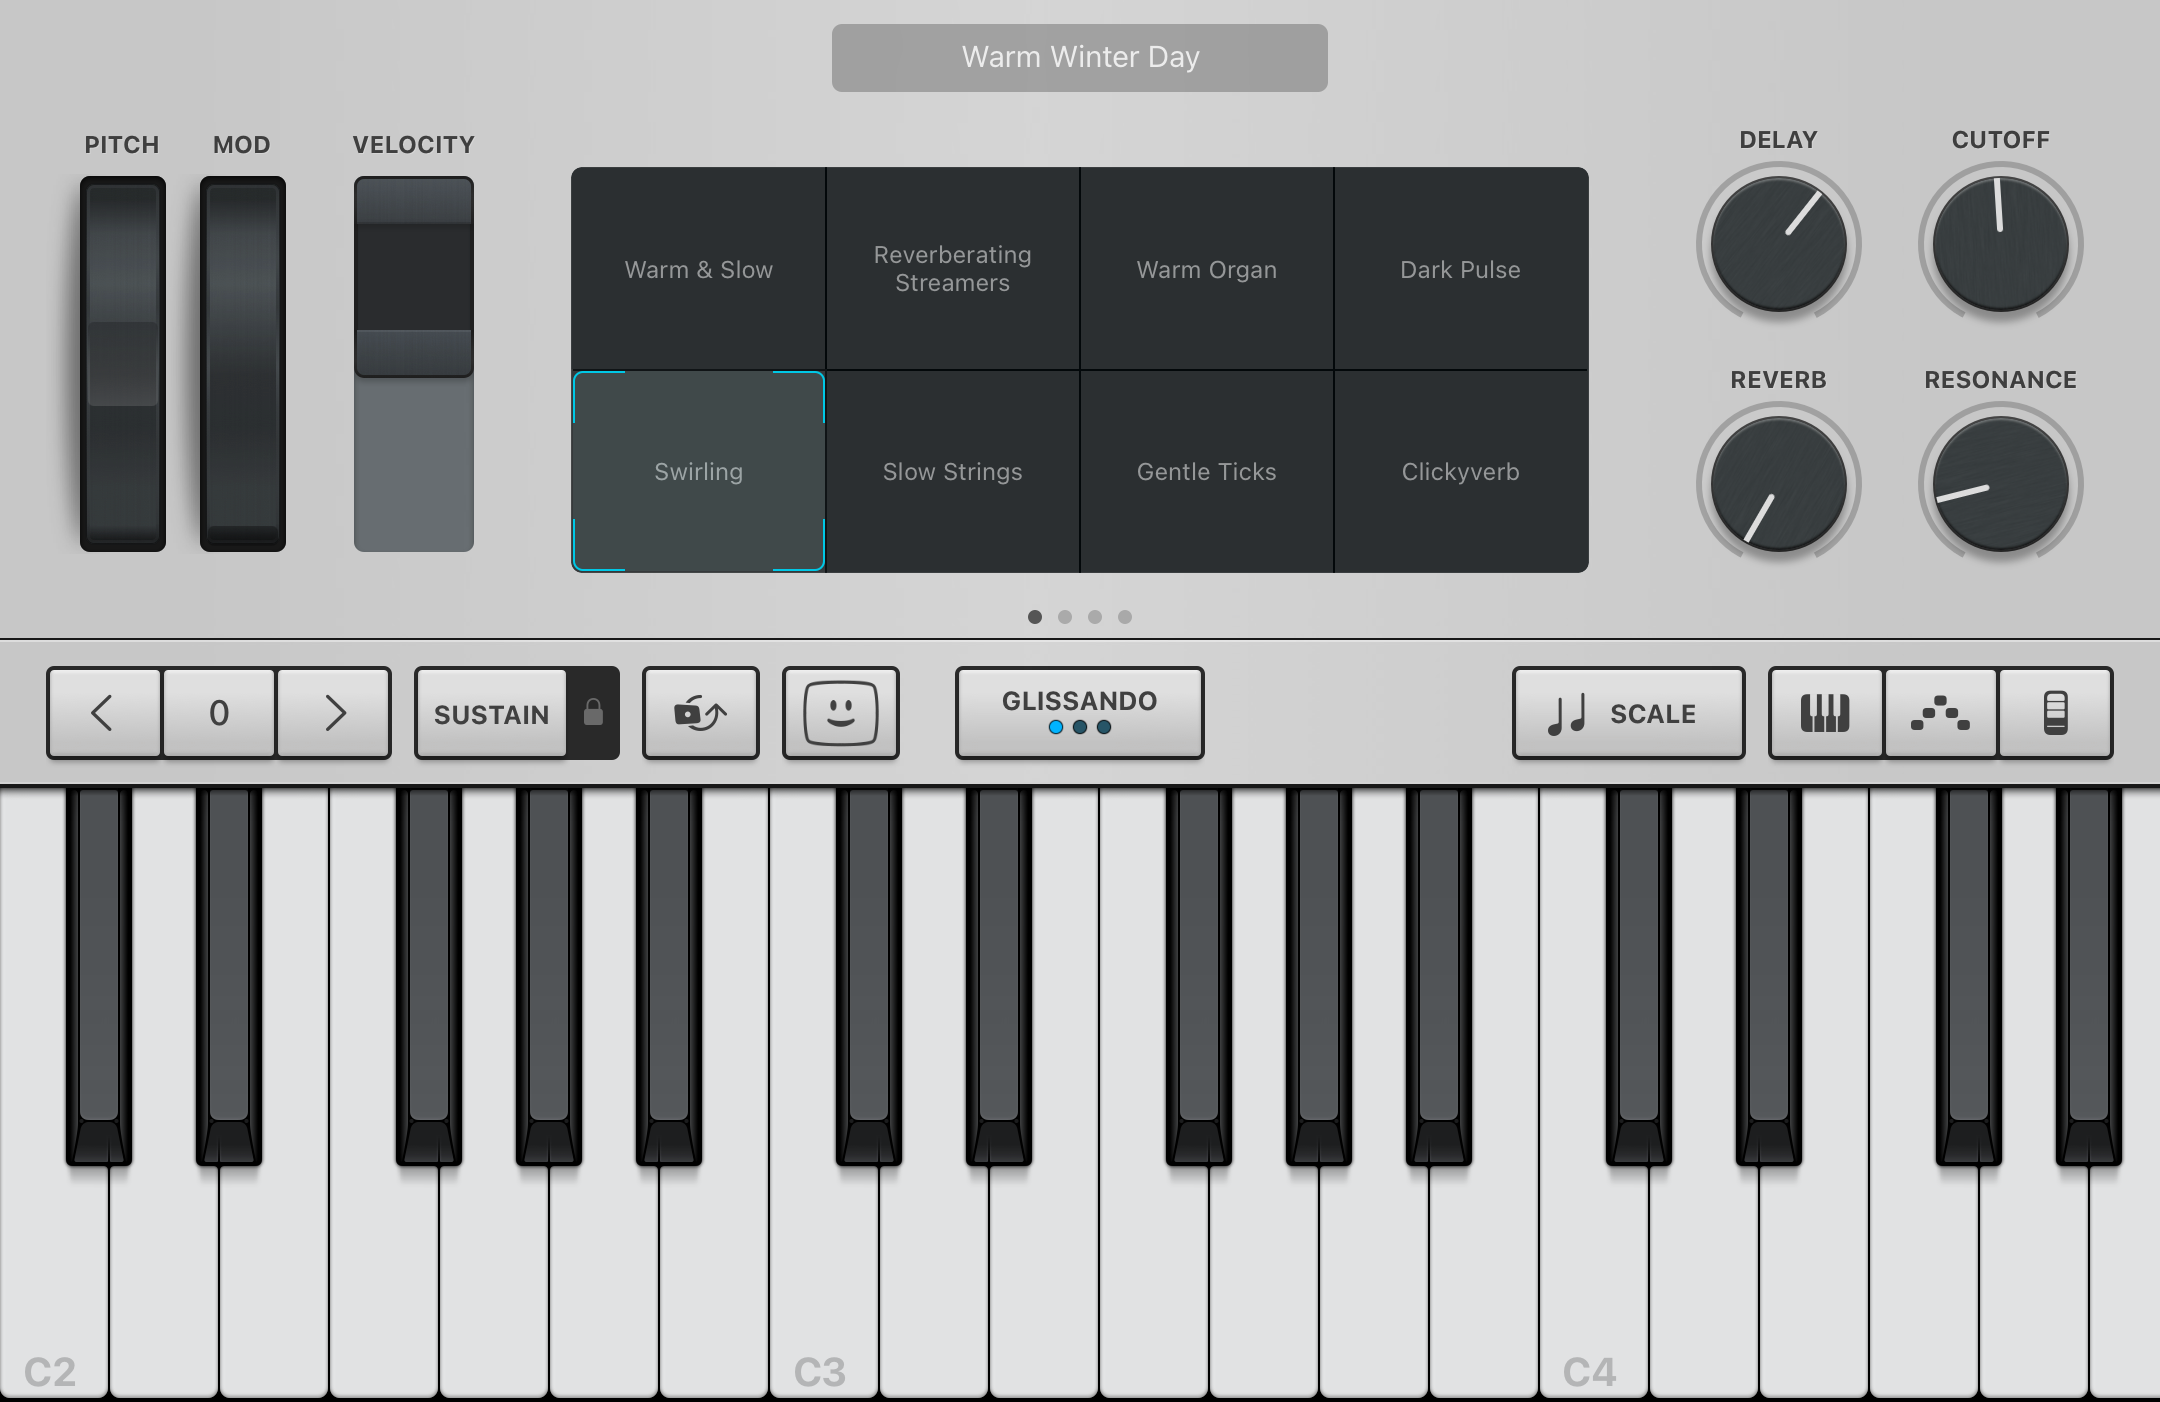 Warm Winter Day
PITCH
MOD
VELOCITY
DELAY
CUTOFF
Warm & Slow
Reverberating
Streamers
Warm Organ
Dark Pulse
REVERB
RESONANCE
Swirling
Slow Strings
Gentle Ticks
Clickyverb
0
SUSTAIN
GLISSANDO
SCALE
C2
C3
C4